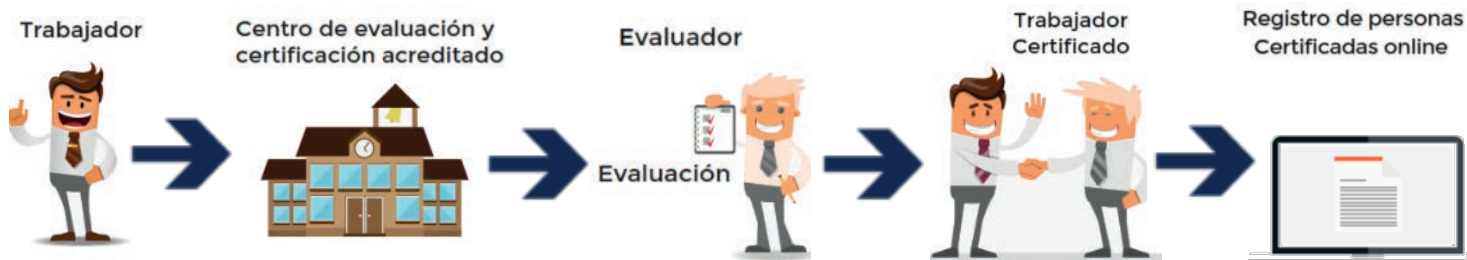 Trabajador
Centro de evaluación y
certificación acreditado
Evaluador
Evaluación
Trabajador
Certificado
Registro de personas
Certificadas online